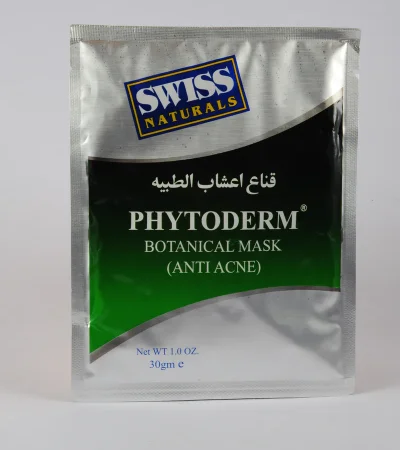 SWISS
NATURALS
قناع اعشاب الطبيه
PHYTODERM®
BOTANICAL MASK
(ANTI ACNE)
Net WT 1.0 OZ.
30gm e